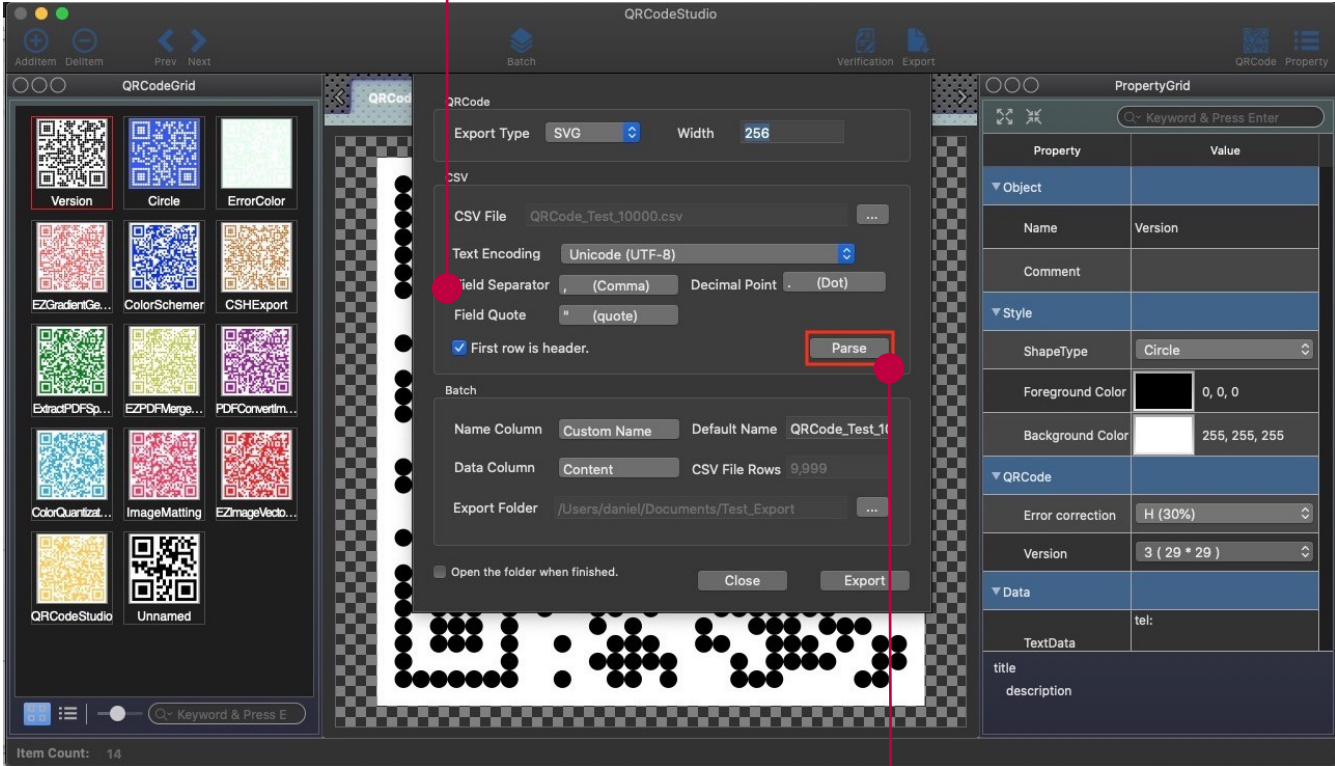 QRCodeStudio
AddItem DelItem Prev Next Batch Verification Export QRCode Property
QRCodeGrid
Version Circle ErrorColor
EZGradientGe... ColorSchemer CSHExport
ExtractPDFSp... EZPDFMerge... PDFConvertIm...
ColorQuantizat... ImageMatting EZImageVecto...
QRCodeStudio Unnamed
Keyword & Press E
Item Count: 14
QRCod
QRCode
Export Type SVG Width 256
CSV
CSV File QRCode_Test_10000.csv ...
Text Encoding Unicode (UTF-8)
ield Separator , (Comma) Decimal Point . (Dot)
Field Quote " (quote)
First row is header. Parse
Batch
Name Column Custom Name Default Name QRCode_Test_10
Data Column Content CSV File Rows 9,999
Export Folder /Users/daniel/Documents/Test_Export ...
Open the folder when finished. Close Export
PropertyGrid
Keyword & Press Enter
Property Value
Object
Name Version
Comment
Style
ShapeType Circle
Foreground Color 0, 0, 0
Background Color 255, 255, 255
QRCode
Error correction H (30%)
Version 3 ( 29 * 29 )
Data
tel:
TextData
title
description